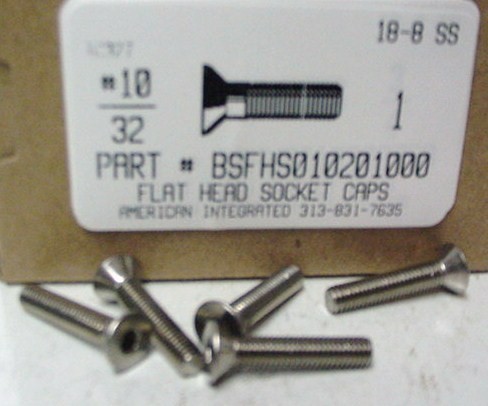 18-8 SS
#10
32
1
PART # BSFHS010201000
FLAT HEAD SOCKET CAPS
AMERICAN INTEGRATED 313-831-7635